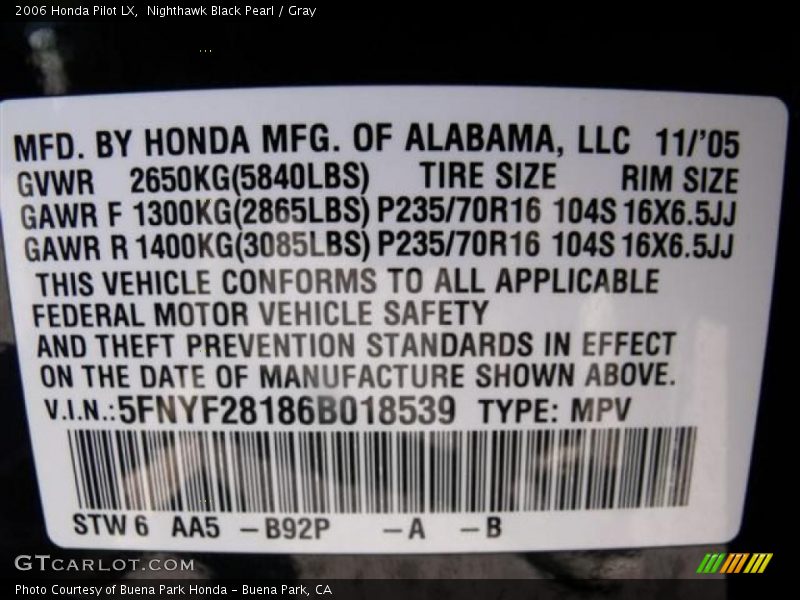 2006 Honda Pilot LX, Nighthawk Black Pearl / Gray
MFD. BY HONDA MFG. OF ALABAMA, LLC 11/'05
GVWR 2650KG(5840LBS) TIRE SIZE RIM SIZE
GAWR F 1300KG(2865LBS) P235/70R16 104S 16X6.5JJ
GAWR R 1400KG(3085LBS) P235/70R16 104S 16X6.5JJ
THIS VEHICLE CONFORMS TO ALL APPLICABLE
FEDERAL MOTOR VEHICLE SAFETY
AND THEFT PREVENTION STANDARDS IN EFFECT
ON THE DATE OF MANUFACTURE SHOWN ABOVE.
V.I.N.:5FNYF28186B018539 TYPE: MPV
STW6 AA5 -B92P -A -B
GTCARLOT.COM
Photo Courtesy of Buena Park Honda - Buena Park, CA